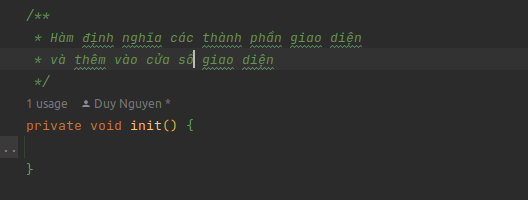 /**
* Hàm định nghĩa các thành phần giao diện
* và thêm vào cửa sổ giao diện
*/
1 usage Duy Nguyen *
private void init() {
..
}